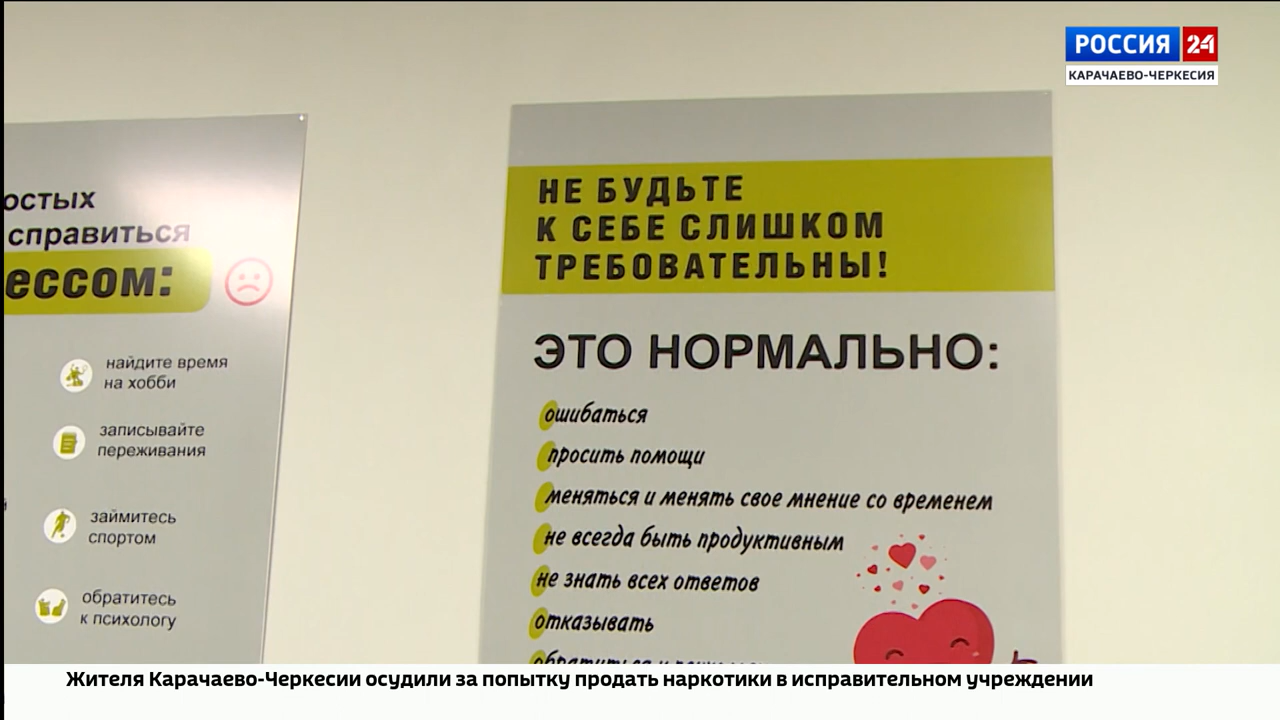 РОССИЯ 24
КАРАЧАЕВО-ЧЕРКЕСИЯ
остых
справиться
ессом:
найдите время
на хобби
записывайте
переживания
займитесь
спортом
обратитесь
к психологу
НЕ БУДЬТЕ
К СЕБЕ СЛИШКОМ
ТРЕБОВАТЕЛЬНЫ!
ЭТО НОРМАЛЬНО:
ошибаться
просить помощи
меняться и менять свое мнение со временем
не всегда быть продуктивным
не знать всех ответов
отказывать
Жителя Карачаево-Черкесии осудили за попытку продать наркотики в исправительном учреждении